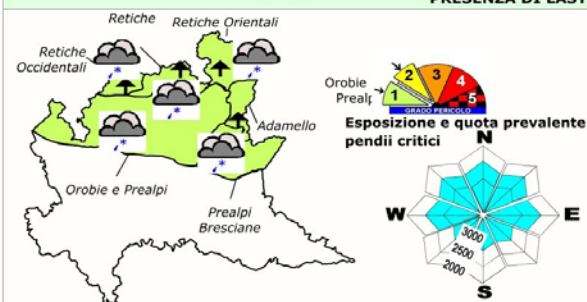 PRESENZA DI LAST
Retiche
Retiche Orientali
Retiche
Occidentali
Adamello
Orobie e Prealpi
Prealpi
Bresciane
Orobie
Prealp
1 2 3 4 5
GRADO PERICOLO
Esposizione e quota prevalente
pendii critici
N
W
E
S
3000
2500
2000